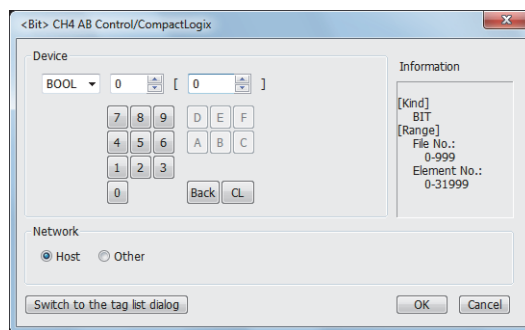 <Bit> CH4 AB Control/CompactLogix
Device
BOOL 0 [ 0 ]
7 8 9 D E F
4 5 6 A B C
1 2 3
0 Back CL
Information
[Kind]
BIT
[Range]
File No.:
0-999
Element No.:
0-31999
Network
Host Other
Switch to the tag list dialog OK Cancel